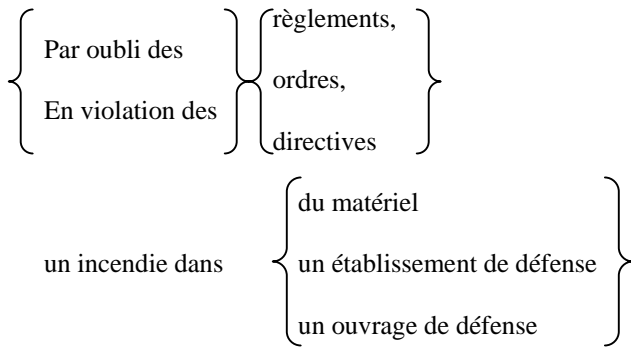 Par oubli des
En violation des
règlements,
ordres,
directives
un incendie dans
du matériel
un établissement de défense
un ouvrage de défense